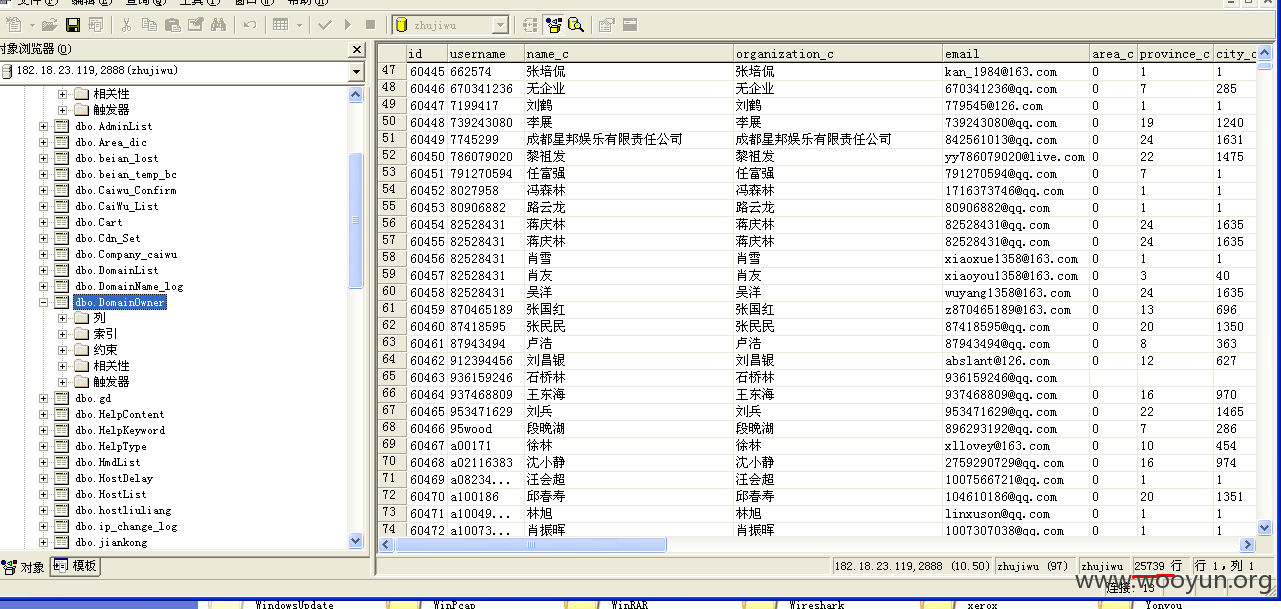 文件(F) 编辑(E) 查询(Q) 工具(T) 窗口(W) 帮助(H)
zhujiwu
对象浏览器(O)
182.18.23.119,2888(zhujiwu)
相关性
触发器
dbo.AdminList
dbo.Area_dic
dbo.beian_lost
dbo.beian_temp_bc
dbo.Caiwu_Confirm
dbo.CaiWu_List
dbo.Cart
dbo.Cdn_Set
dbo.Company_caiwu
dbo.DomainList
dbo.DomainName_log
dbo.DomainOwner
列
索引
约束
相关性
触发器
dbo.gd
dbo.HelpContent
dbo.HelpKeyword
dbo.HelpType
dbo.HmdList
dbo.HostDelay
dbo.HostList
dbo.hostliuliang
dbo.ip_change_log
dbo.jiankong
对象 模板
id username name_c organization_c email area_c province_c city_c
47 60445 662574 张培侃 张培侃 kan_1984@163.com 0 1 1
48 60446 670341236 无企业 无企业 670341236@qq.com 0 7 285
49 60447 7199417 刘鹤 刘鹤 779545@126.com 0 1 1
50 60448 739243080 李展 李展 739243080@qq.com 0 19 1240
51 60449 7745299 成都星邦娱乐有限责任公司 成都星邦娱乐有限责任公司 842561013@qq.com 0 24 1631
52 60450 786079020 黎祖发 黎祖发 yy786079020@live.com 0 22 1475
53 60451 791270594 任富强 任富强 791270594@qq.com 0 7 1
54 60452 8027958 冯森林 冯森林 1716373746@qq.com 0 1 1
55 60453 80906882 路云龙 路云龙 80906882@qq.com 0 1 1
56 60454 82528431 蒋庆林 蒋庆林 82528431@qq.com 0 24 1635
57 60455 82528431 蒋庆林 蒋庆林 82528431@qq.com 0 24 1635
58 60456 82528431 肖雪 肖雪 xiaoxue1358@163.com 0 1 1
59 60457 82528431 肖友 肖友 xiaoyou1358@163.com 0 3 40
60 60458 82528431 吴洋 吴洋 wuyang1358@163.com 0 24 1635
61 60459 870465189 张国红 张国红 z870465189@163.com 0 13 696
62 60460 87418595 张民民 张民民 87418595@qq.com 0 20 1350
63 60461 87943494 卢浩 卢浩 87943494@qq.com 0 8 363
64 60462 912394456 刘昌银 刘昌银 abslant@126.com 0 12 627
65 60463 936159246 石桥林 石桥林 936159246@qq.com
66 60464 937468809 王东海 王东海 937468809@qq.com 0 16 970
67 60465 953471629 刘兵 刘兵 953471629@qq.com 0 22 1465
68 60466 95wood 段晚湖 段晚湖 896293192@qq.com 0 7 286
69 60467 a00171 徐林 徐林 xllovey@163.com 0 10 454
70 60468 a02116383 沈小静 沈小静 2759290729@qq.com 0 16 974
71 60469 a08234... 汪会超 汪会超 1007566721@qq.com 0 1 1
72 60470 a100186 邱春寿 邱春寿 104610186@qq.com 0 20 1351
73 60471 a10049... 林旭 林旭 linxuson@qq.com 0 1 1
74 60472 a10073... 肖振晖 肖振晖 1007307038@qq.com 0 1 1
182.18.23.119,2888 (10.50) zhujiwu (97) zhujiwu 25739 行 行 1,列 1
连接: 15
www.wooyun.org
WindowsUpdate WinPcap WinRAR Wireshark xerox Yonyou